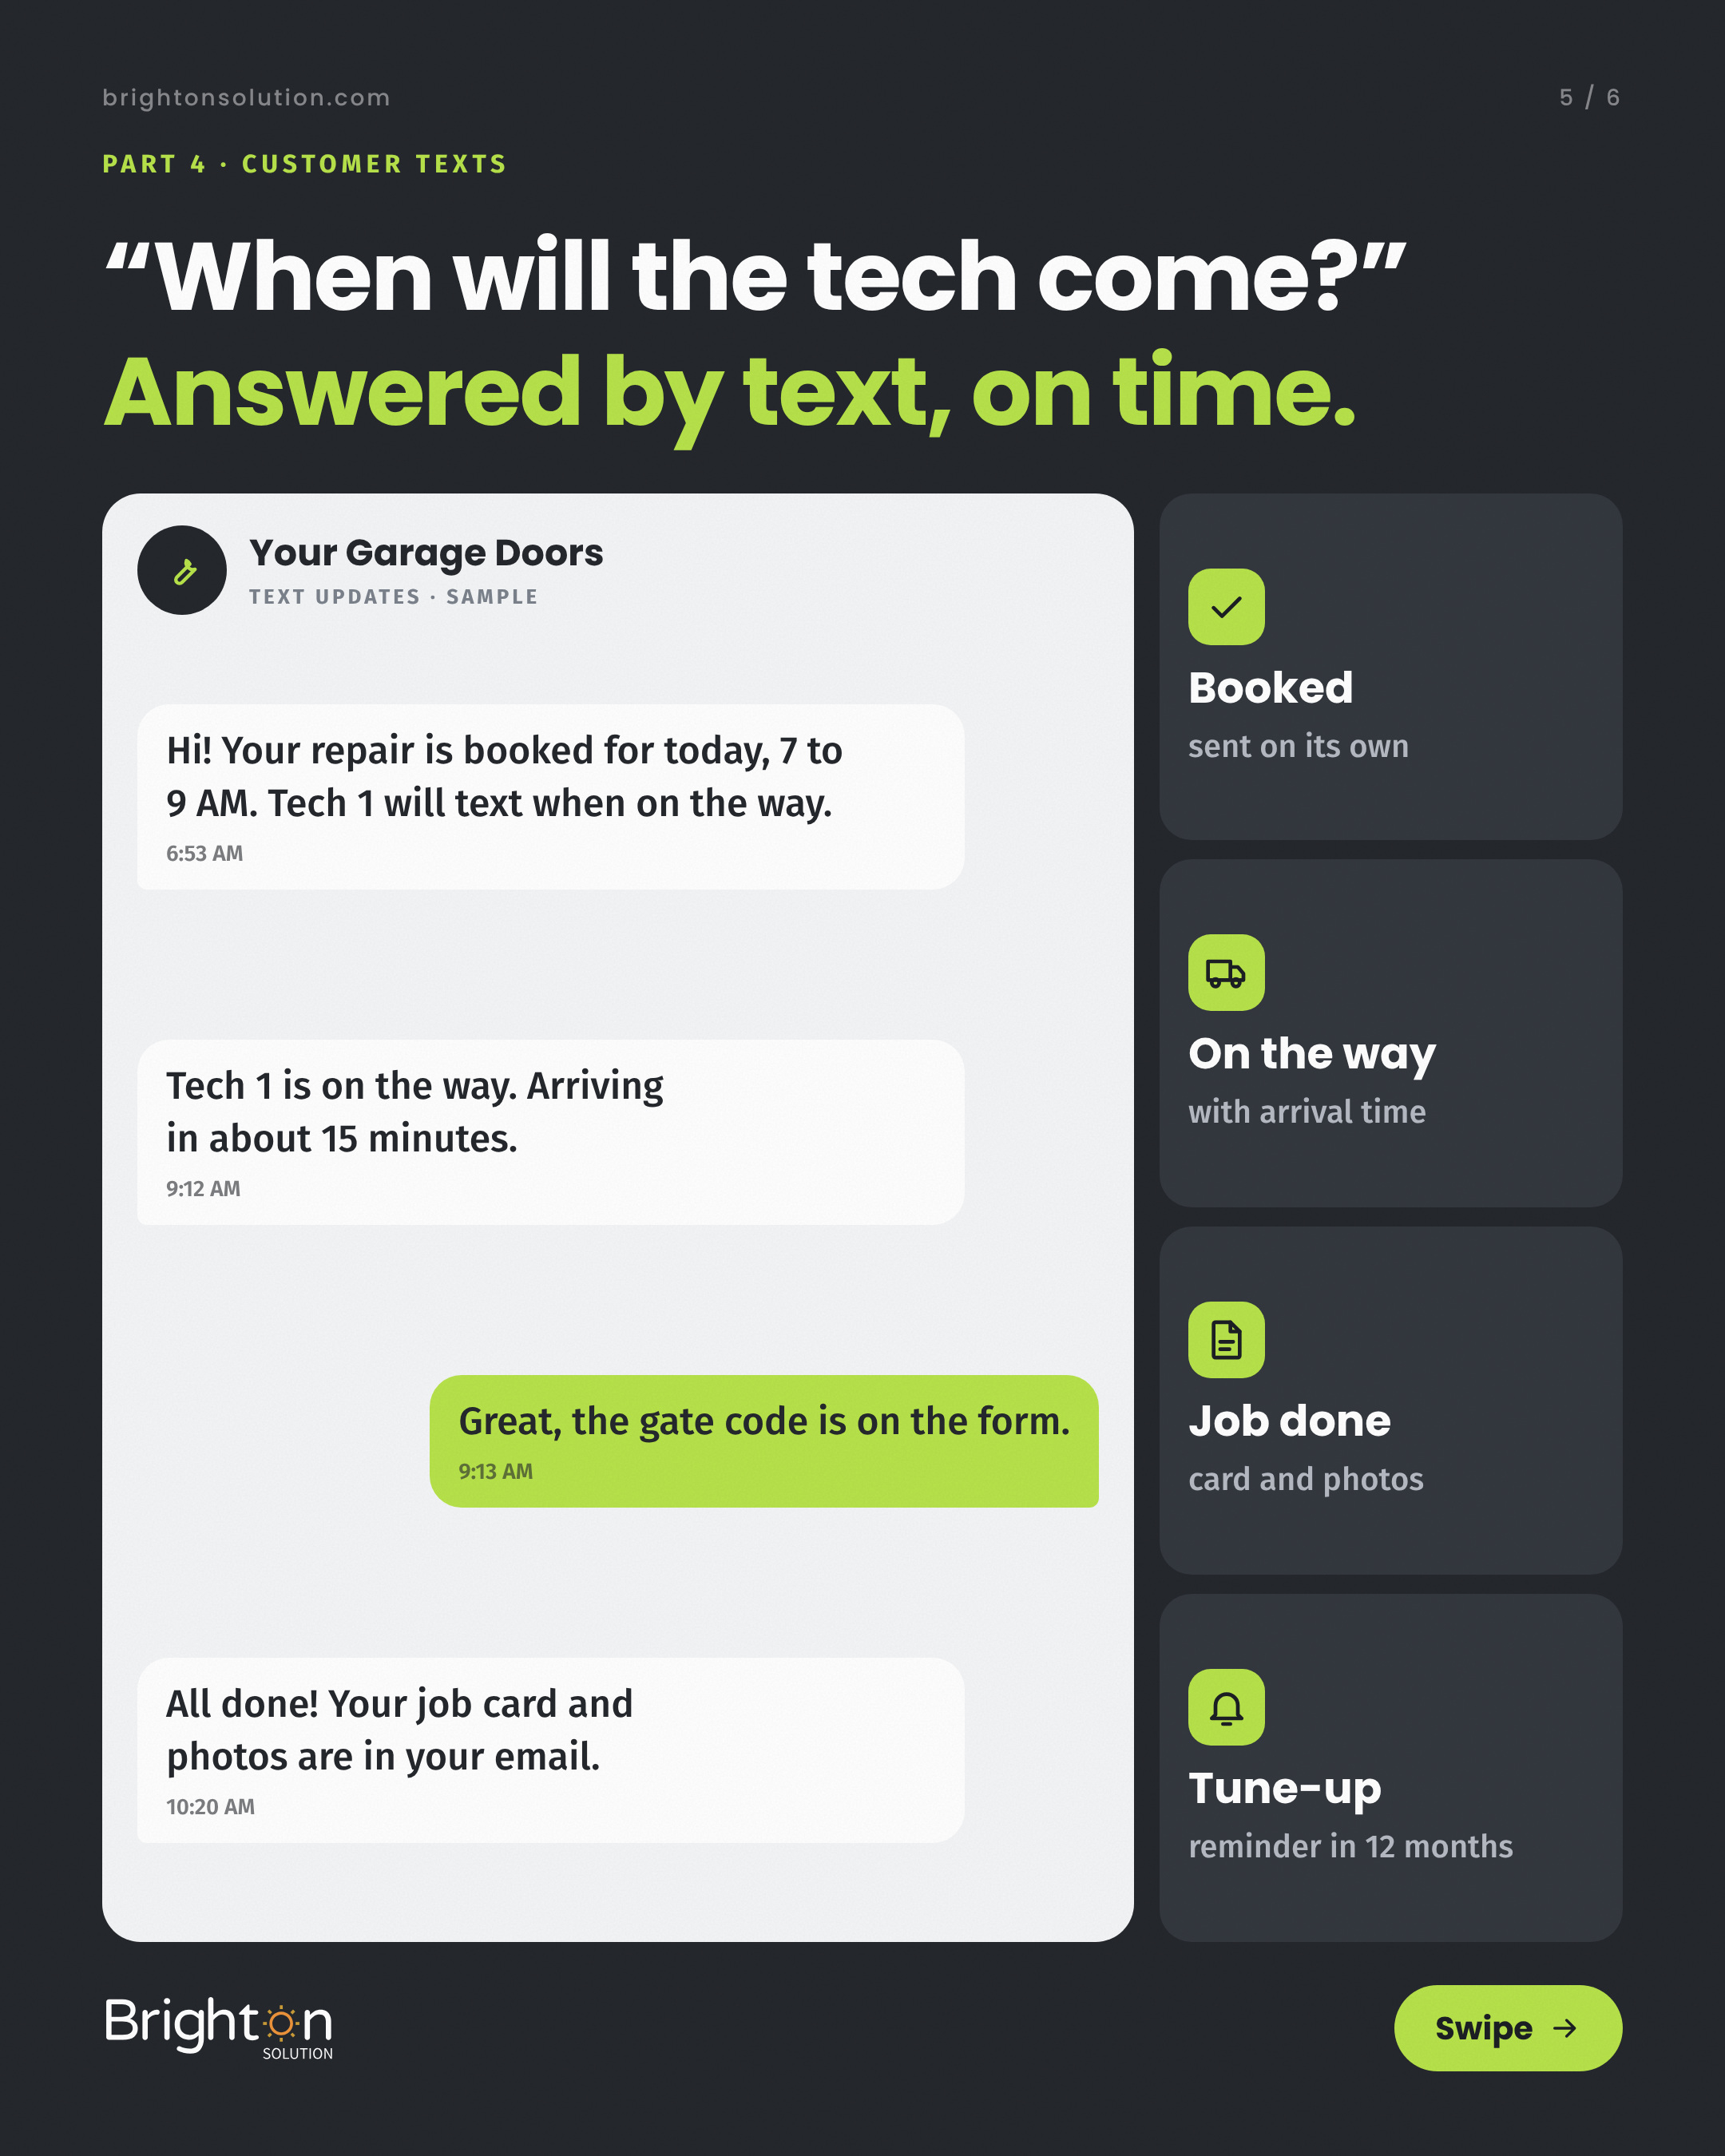 brightonsolution.com
5 / 6
PART 4 · CUSTOMER TEXTS
“When will the tech come?”
Answered by text, on time.
Your Garage Doors
TEXT UPDATES · SAMPLE
Hi! Your repair is booked for today, 7 to
9 AM. Tech 1 will text when on the way.
6:53 AM
Tech 1 is on the way. Arriving
in about 15 minutes.
9:12 AM
Great, the gate code is on the form.
9:13 AM
All done! Your job card and
photos are in your email.
10:20 AM
Booked
sent on its own
On the way
with arrival time
Job done
card and photos
Tune-up
reminder in 12 months
Brighton
SOLUTION
Swipe →